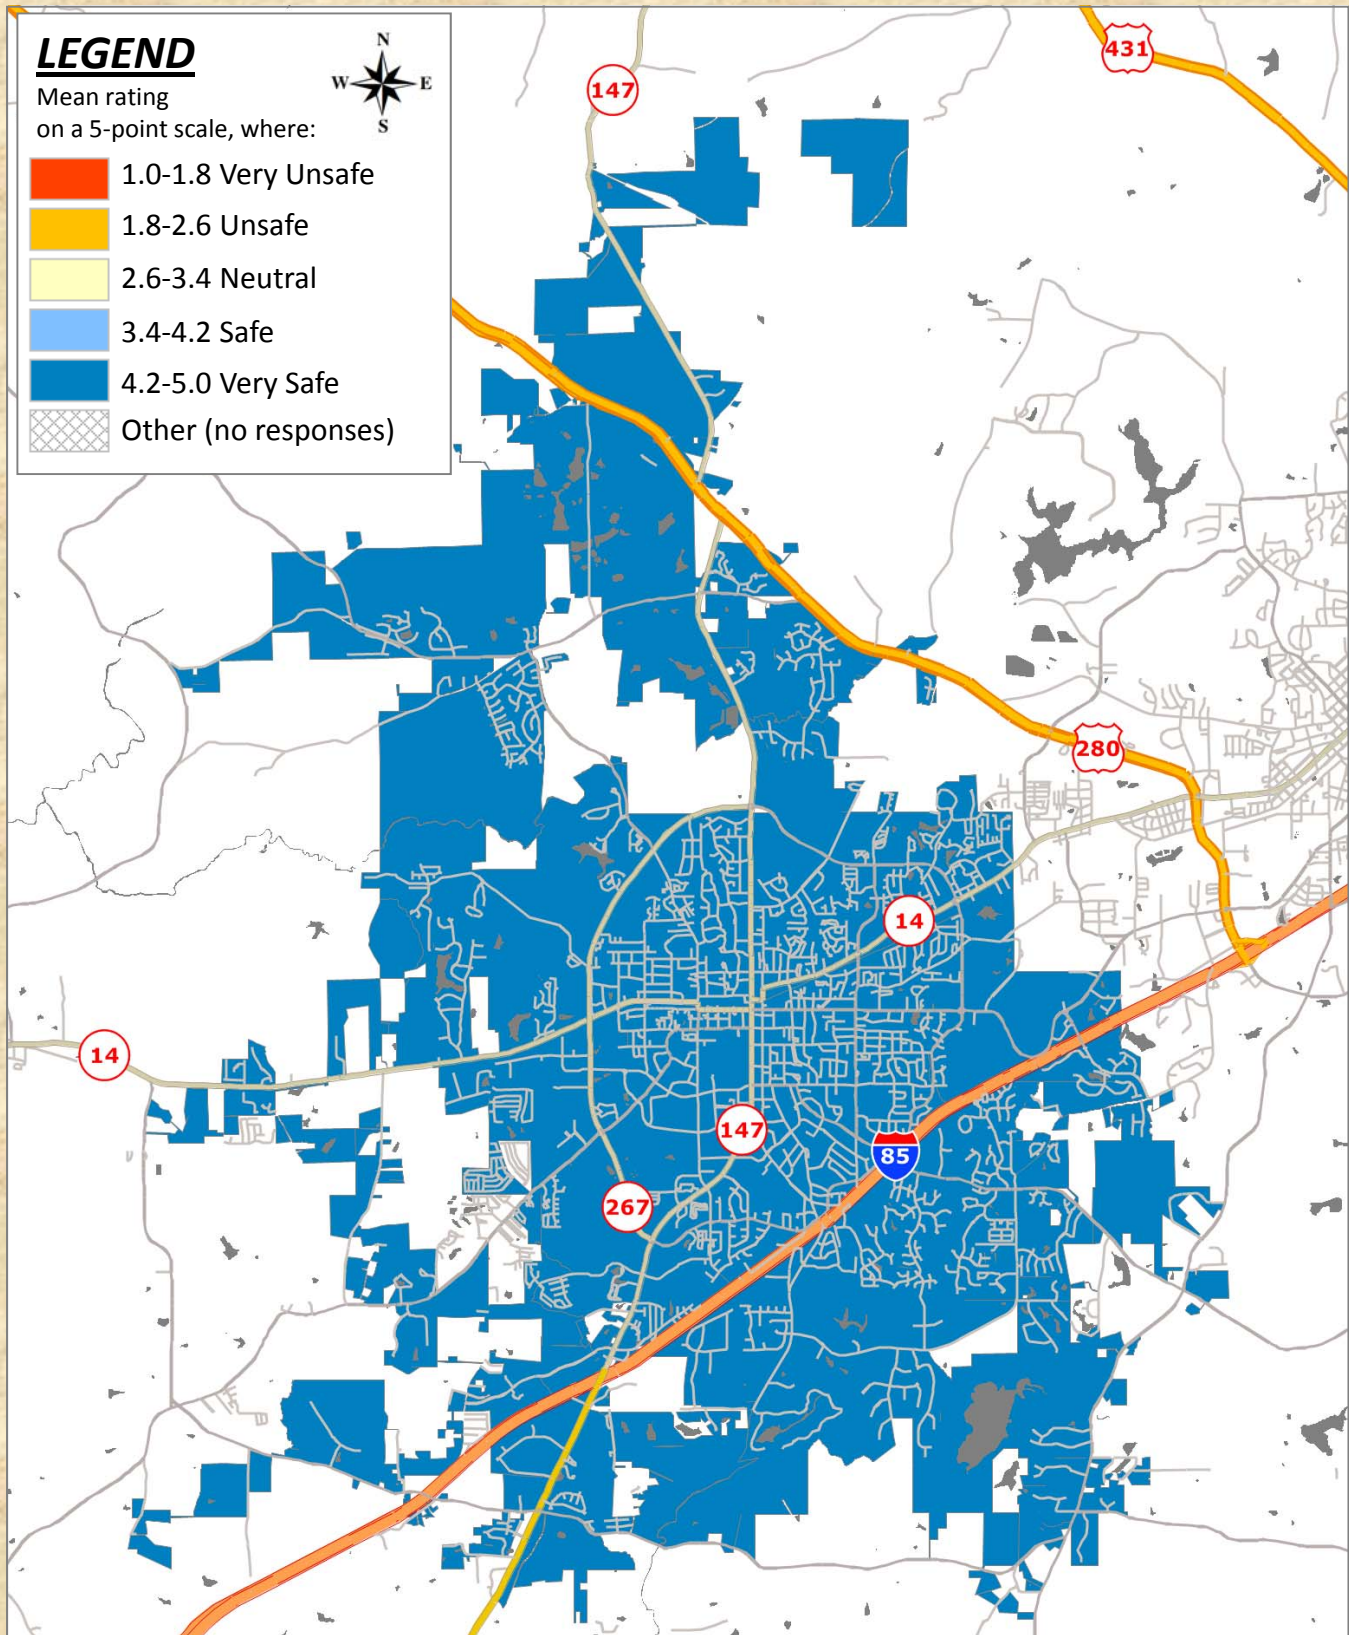 LEGEND
Mean rating
on a 5-point scale, where:
N
W E
S
1.0-1.8 Very Unsafe
1.8-2.6 Unsafe
2.6-3.4 Neutral
3.4-4.2 Safe
4.2-5.0 Very Safe
Other (no responses)
431
147
280
14
14
147
85
267